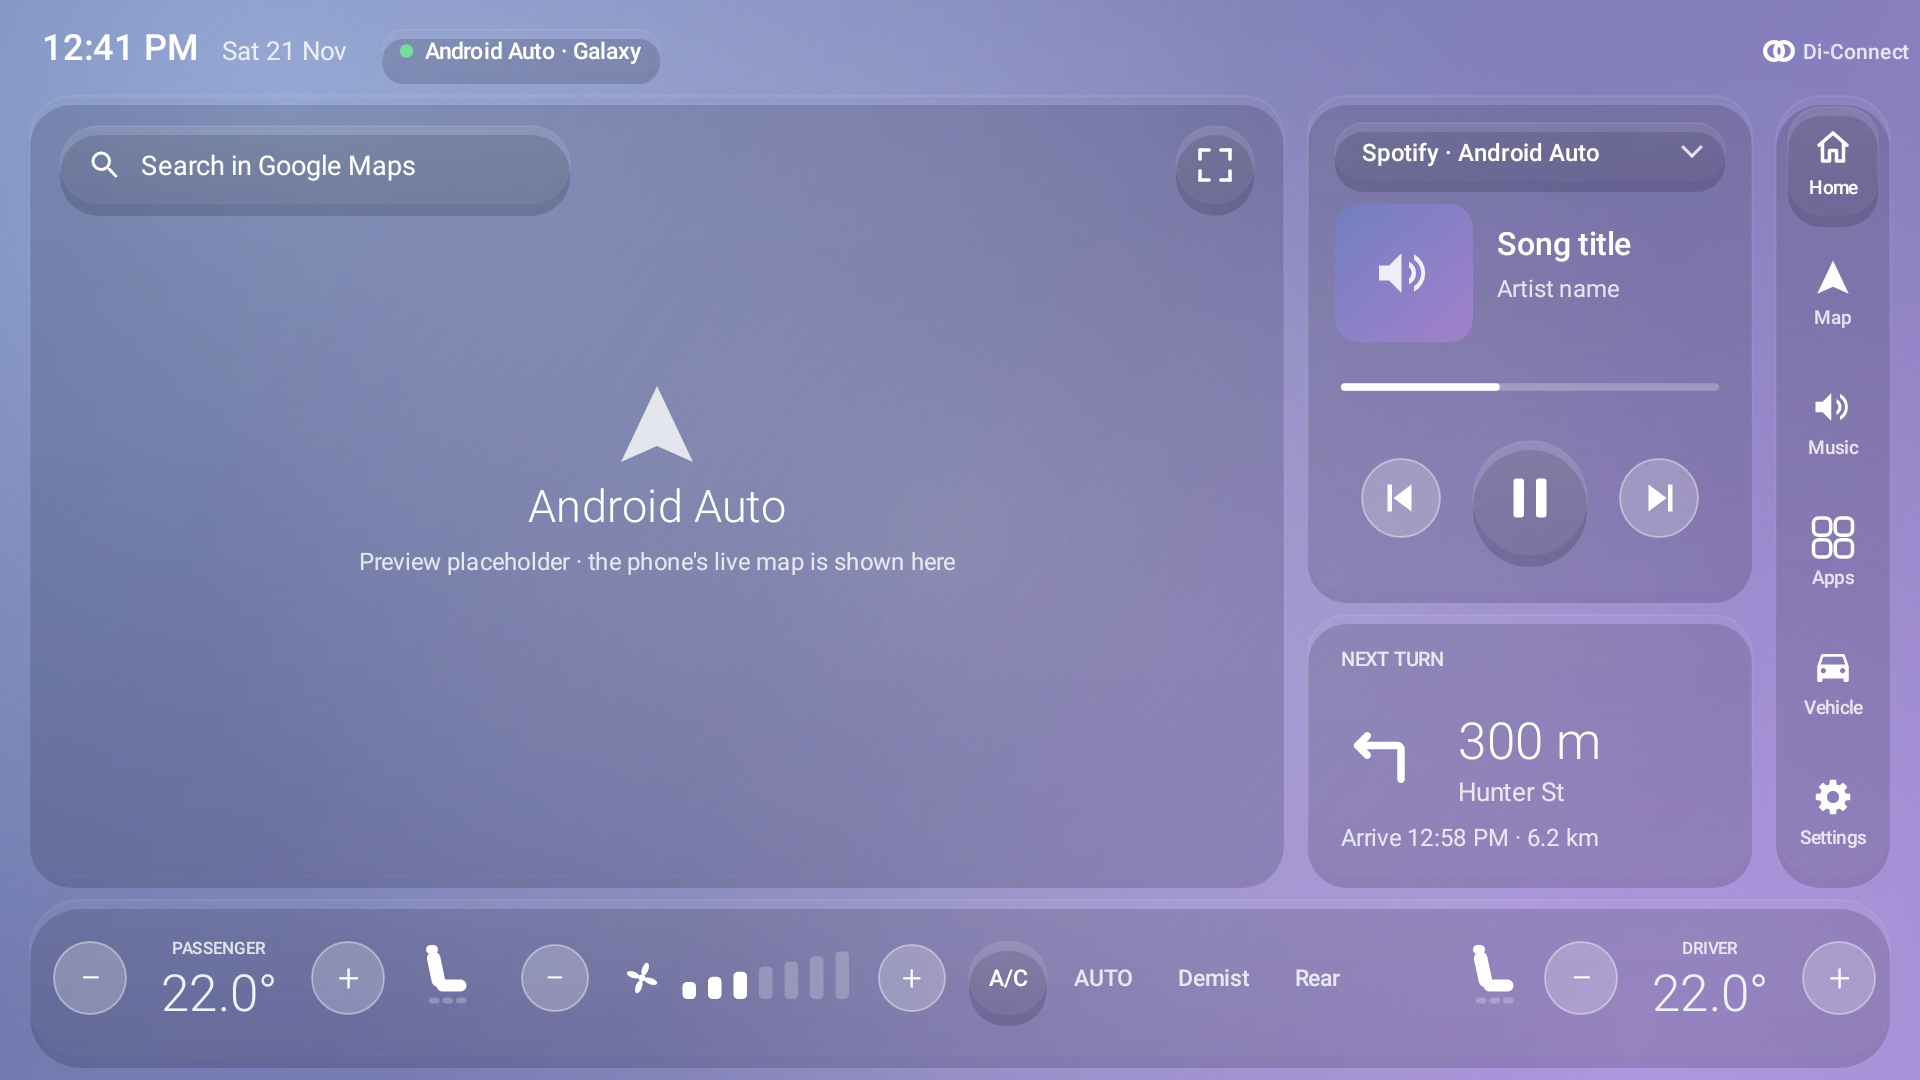 12:41 PM Sat 21 Nov Android Auto · Galaxy Di-Connect
Search in Google Maps
Android Auto
Preview placeholder · the phone's live map is shown here
Spotify · Android Auto
Song title
Artist name
NEXT TURN
300 m
Hunter St
Arrive 12:58 PM · 6.2 km
Home
Map
Music
Apps
Vehicle
Settings
PASSENGER
− 22.0° +
− +
A/C AUTO Demist Rear
DRIVER
− 22.0° +